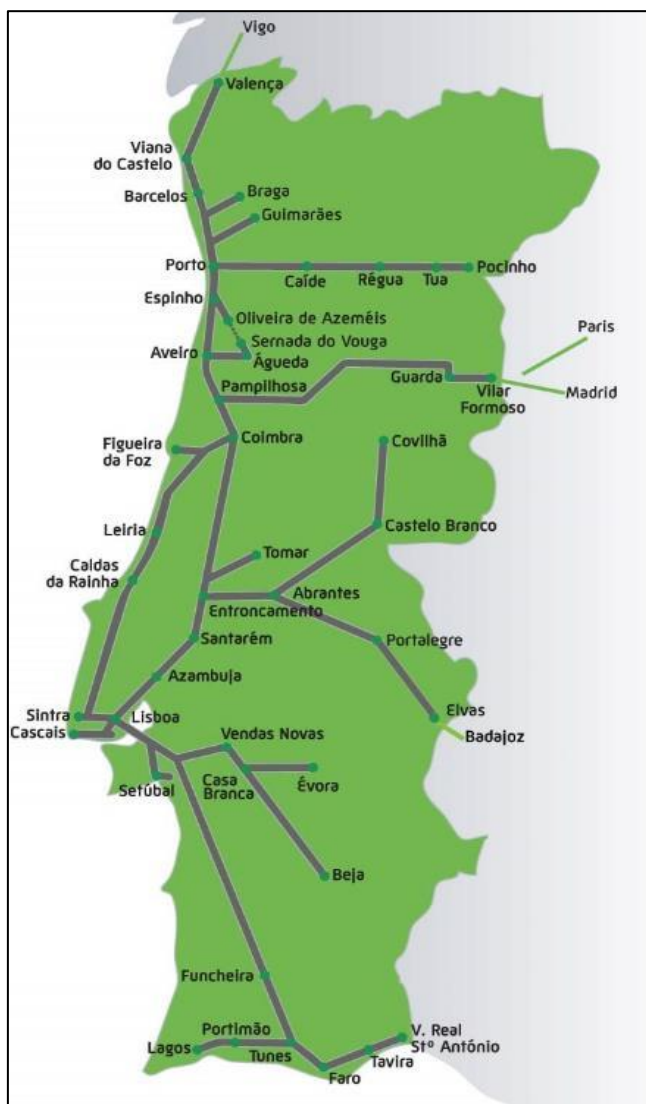 Vigo
Valença
Viana
do Castelo
Barcelos
Braga
Guimarães
Porto
Caíde
Régua
Tua
Pocinho
Espinho
Oliveira de Azeméis
Sernada do Vouga
Aveiro
Águeda
Paris
Pampilhosa
Guarda
Vilar
Formoso
Madrid
Coimbra
Figueira
da Foz
Covilhã
Leiria
Castelo Branco
Tomar
Caldas
da Rainha
Abrantes
Entroncamento
Santarém
Portalegre
Azambuja
Sintra
Lisboa
Elvas
Cascais
Badajoz
Vendas Novas
Setúbal
Casa
Branca
Évora
Beja
Funcheira
Portimão
Lagos
Tunes
V. Real
Stº António
Tavira
Faro